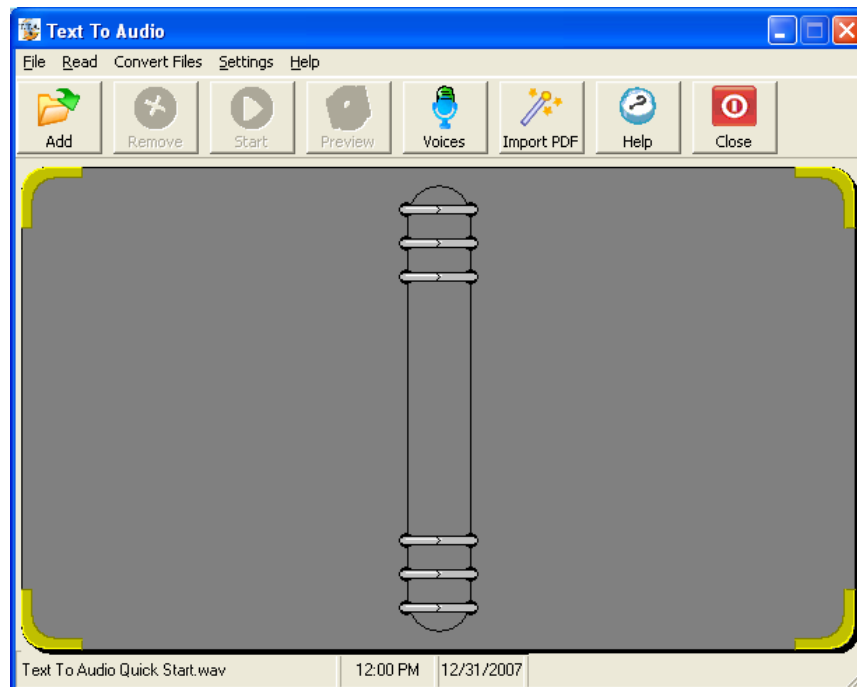 Text To Audio
File Read Convert Files Settings Help
Add Remove Start Preview Voices Import PDF Help Close
Text To Audio Quick Start.wav 12:00 PM 12/31/2007